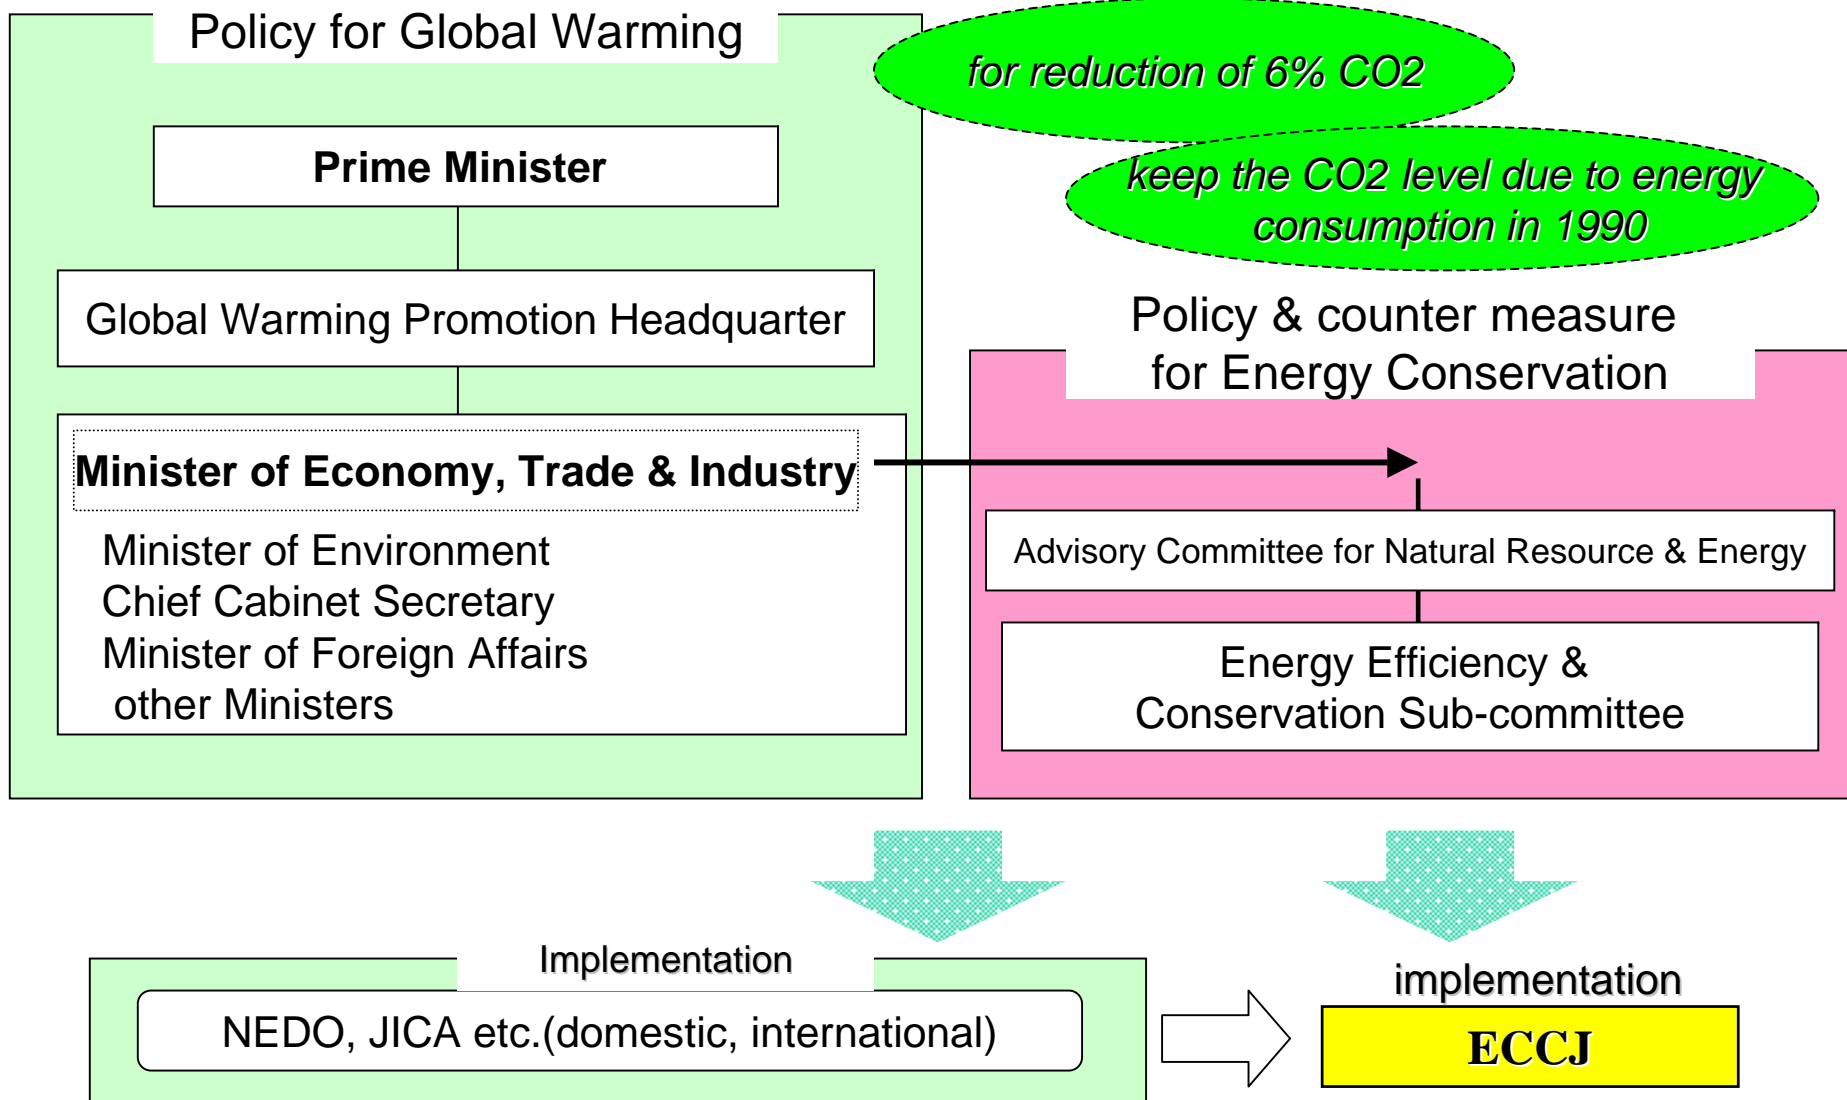 Policy for Global Warming
for reduction of 6% CO2
Prime Minister
keep the CO2 level due to energy
consumption in 1990
Global Warming Promotion Headquarter
Policy & counter measure
for Energy Conservation
Minister of Economy, Trade & Industry
Minister of Environment
Chief Cabinet Secretary
Minister of Foreign Affairs
other Ministers
Advisory Committee for Natural Resource & Energy
Energy Efficiency &
Conservation Sub-committee
Implementation
NEDO, JICA etc.(domestic, international)
implementation
ECCJ